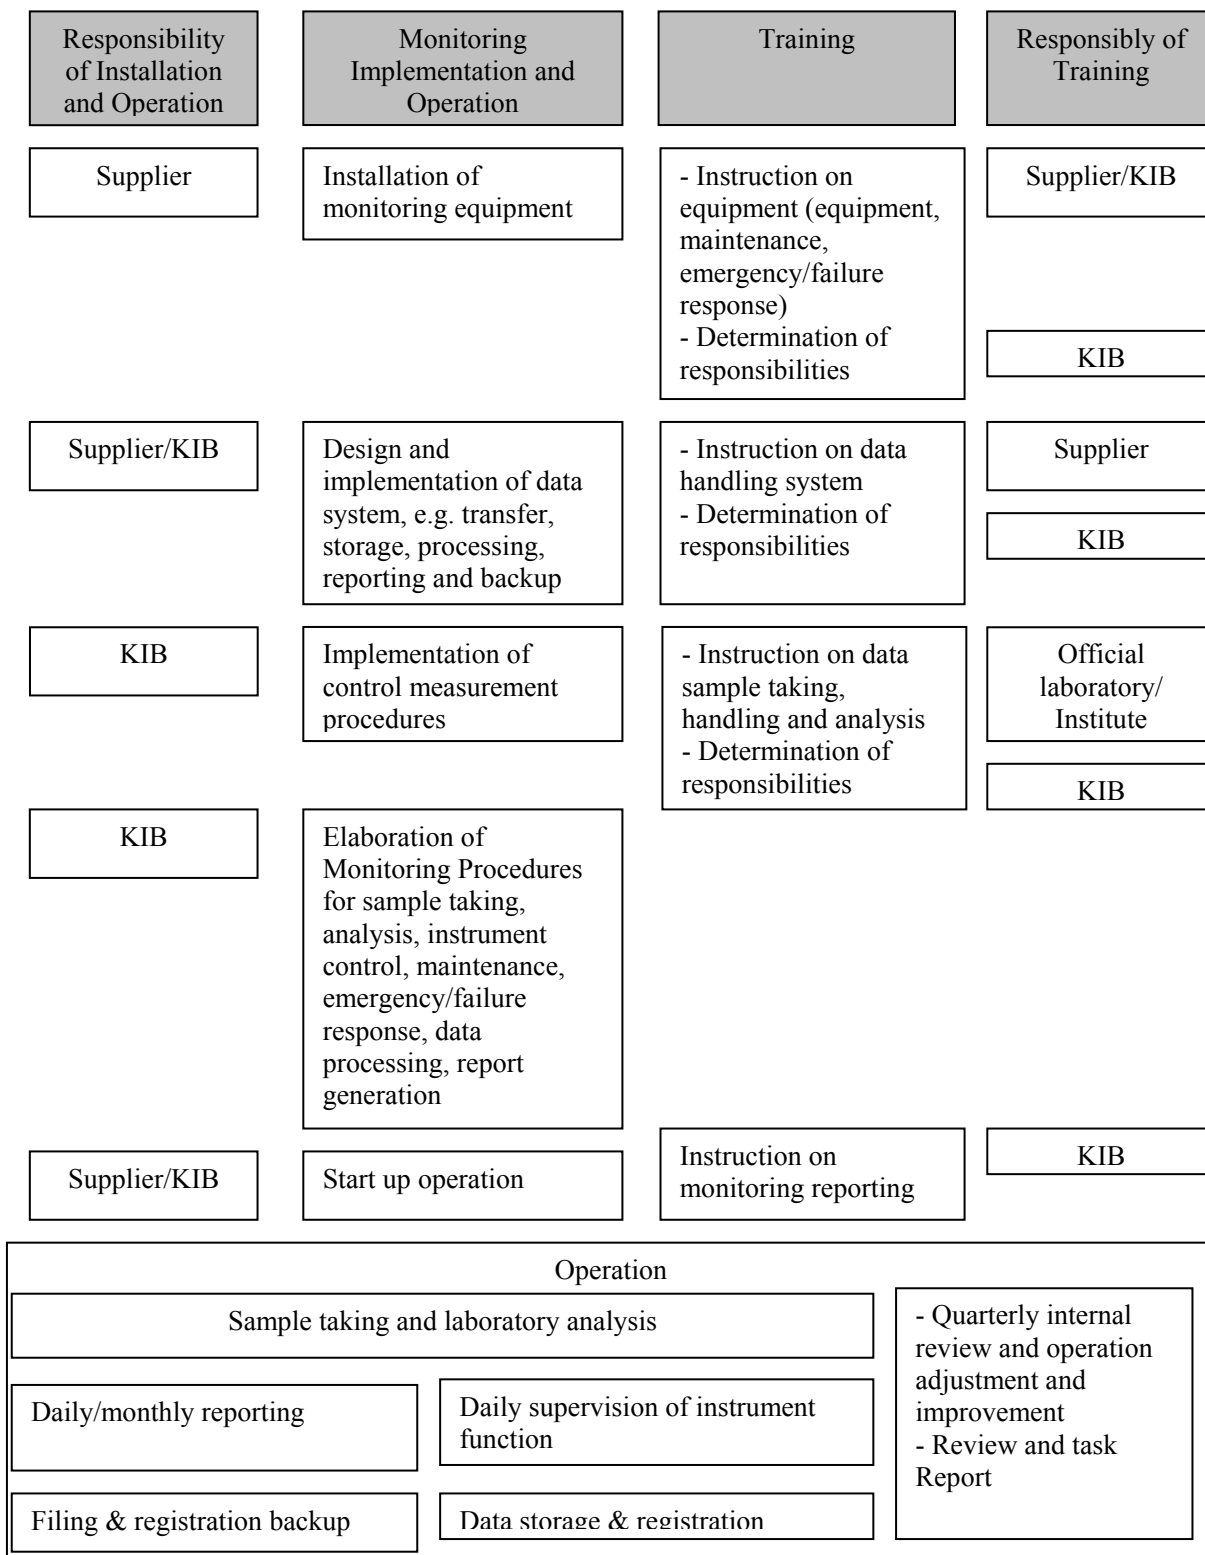 Responsibility
of Installation
and Operation
Monitoring
Implementation and
Operation
Training
Responsibly of
Training
Supplier
Installation of
monitoring equipment
- Instruction on
equipment (equipment,
maintenance,
emergency/failure
response)
- Determination of
responsibilities
Supplier/KIB
KIB
Supplier/KIB
Design and
implementation of data
system, e.g. transfer,
storage, processing,
reporting and backup
- Instruction on data
handling system
- Determination of
responsibilities
Supplier
KIB
KIB
Implementation of
control measurement
procedures
- Instruction on data
sample taking,
handling and analysis
- Determination of
responsibilities
Official
laboratory/
Institute
KIB
KIB
Elaboration of
Monitoring Procedures
for sample taking,
analysis, instrument
control, maintenance,
emergency/failure
response, data
processing, report
generation
Supplier/KIB
Start up operation
Instruction on
monitoring reporting
KIB
Operation
Sample taking and laboratory analysis
Daily/monthly reporting
Daily supervision of instrument
function
Filing & registration backup
Data storage & registration
- Quarterly internal
review and operation
adjustment and
improvement
- Review and task
Report